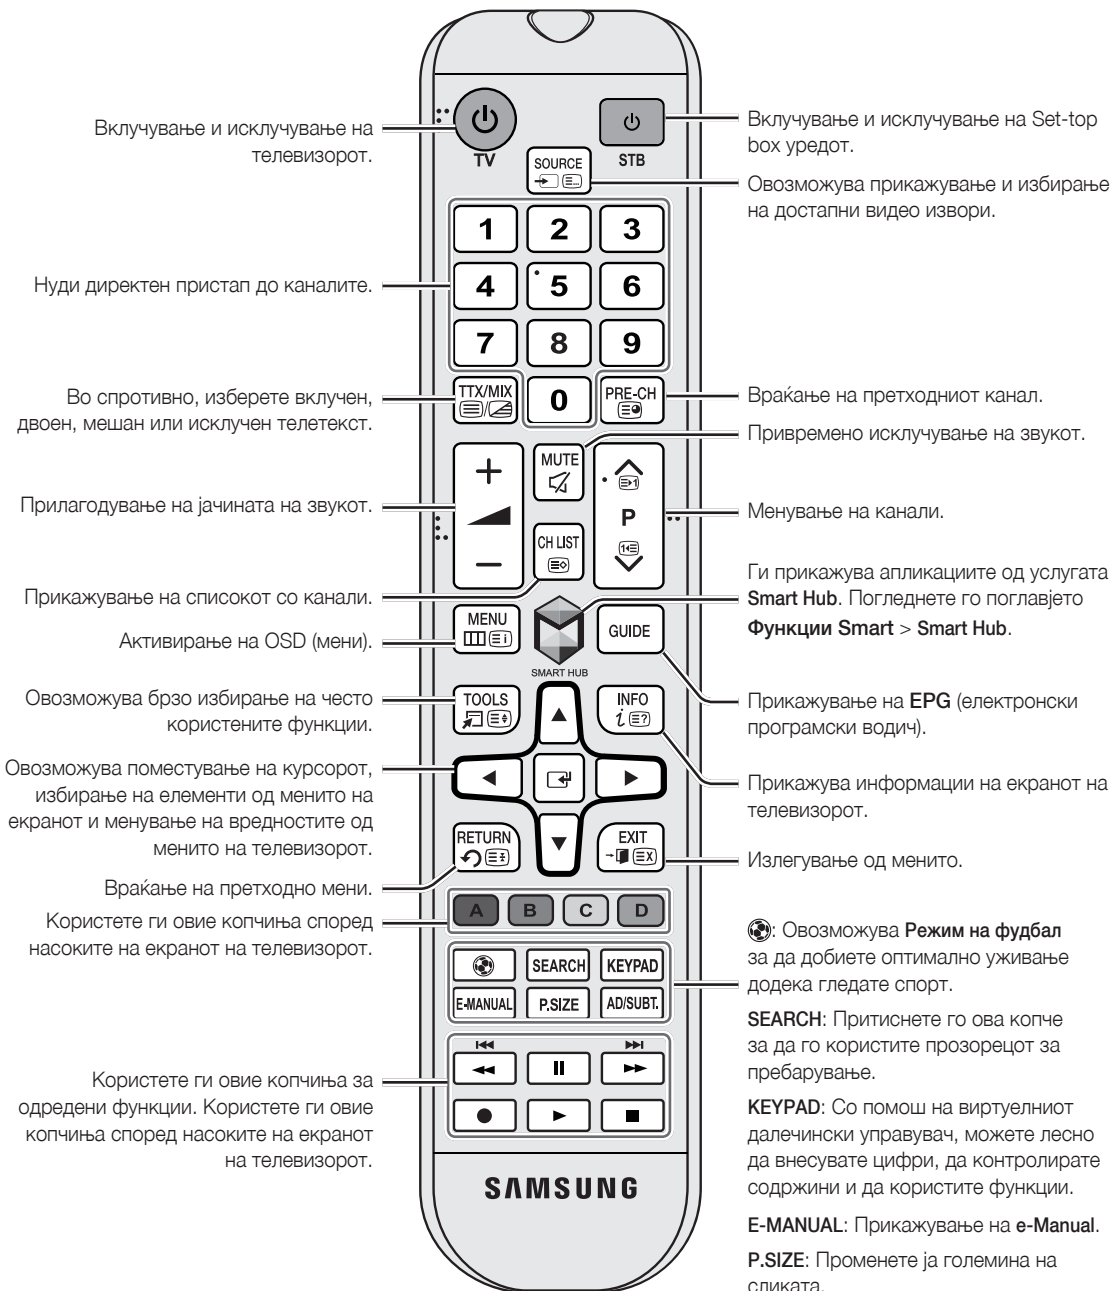 Вклучување и исклучување на
телевизорот.
Нуди директен пристап до каналите.
Во спротивно, изберете вклучен,
двоен, мешан или исклучен телетекст.
Прилагодување на јачината на звукот.
Прикажување на списокот со канали.
Активирање на OSD (мени).
Овозможува брзо избирање на често
користените функции.
Овозможува поместување на курсорот,
избирање на елементи од менито на
екранот и менување на вредностите од
менито на телевизорот.
Враќање на претходно мени.
Користете ги овие копчиња според
насоките на екранот на телевизорот.
Користете ги овие копчиња за
одредени функции. Користете ги овие
копчиња според насоките на екранот
на телевизорот.
TV
STB
SOURCE
1 2 3
4 5 6
7 8 9
TTX/MIX 0 PRE-CH
MUTE
P
CH LIST
MENU
GUIDE
SMART HUB
TOOLS
INFO
RETURN
EXIT
A B C D
SEARCH KEYPAD
E-MANUAL P.SIZE AD/SUBT.
SAMSUNG
Вклучување и исклучување на Set-top
box уредот.
Овозможува прикажување и избирање
на достапни видео извори.
Враќање на претходниот канал.
Привремено исклучување на звукот.
Менување на канали.
Ги прикажува апликациите од услугата
Smart Hub. Погледнете го поглавјето
Функции Smart > Smart Hub.
Прикажување на EPG (електронски
програмски водич).
Прикажува информации на екранот на
телевизорот.
Излегување од менито.
: Овозможува Режим на фудбал
за да добиете оптимално уживање
додека гледате спорт.
SEARCH: Притиснете го ова копче
за да го користите прозорецот за
пребарување.
KEYPAD: Со помош на виртуелниот
далечински управувач, можете лесно
да внесувате цифри, да контролирате
содржини и да користите функции.
E-MANUAL: Прикажување на e-Manual.
P.SIZE: Променете ја големина на
сликата.